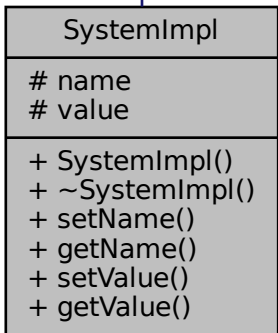 SystemImpl
# name
# value
+ SystemImpl()
+ ~SystemImpl()
+ setName()
+ getName()
+ setValue()
+ getValue()